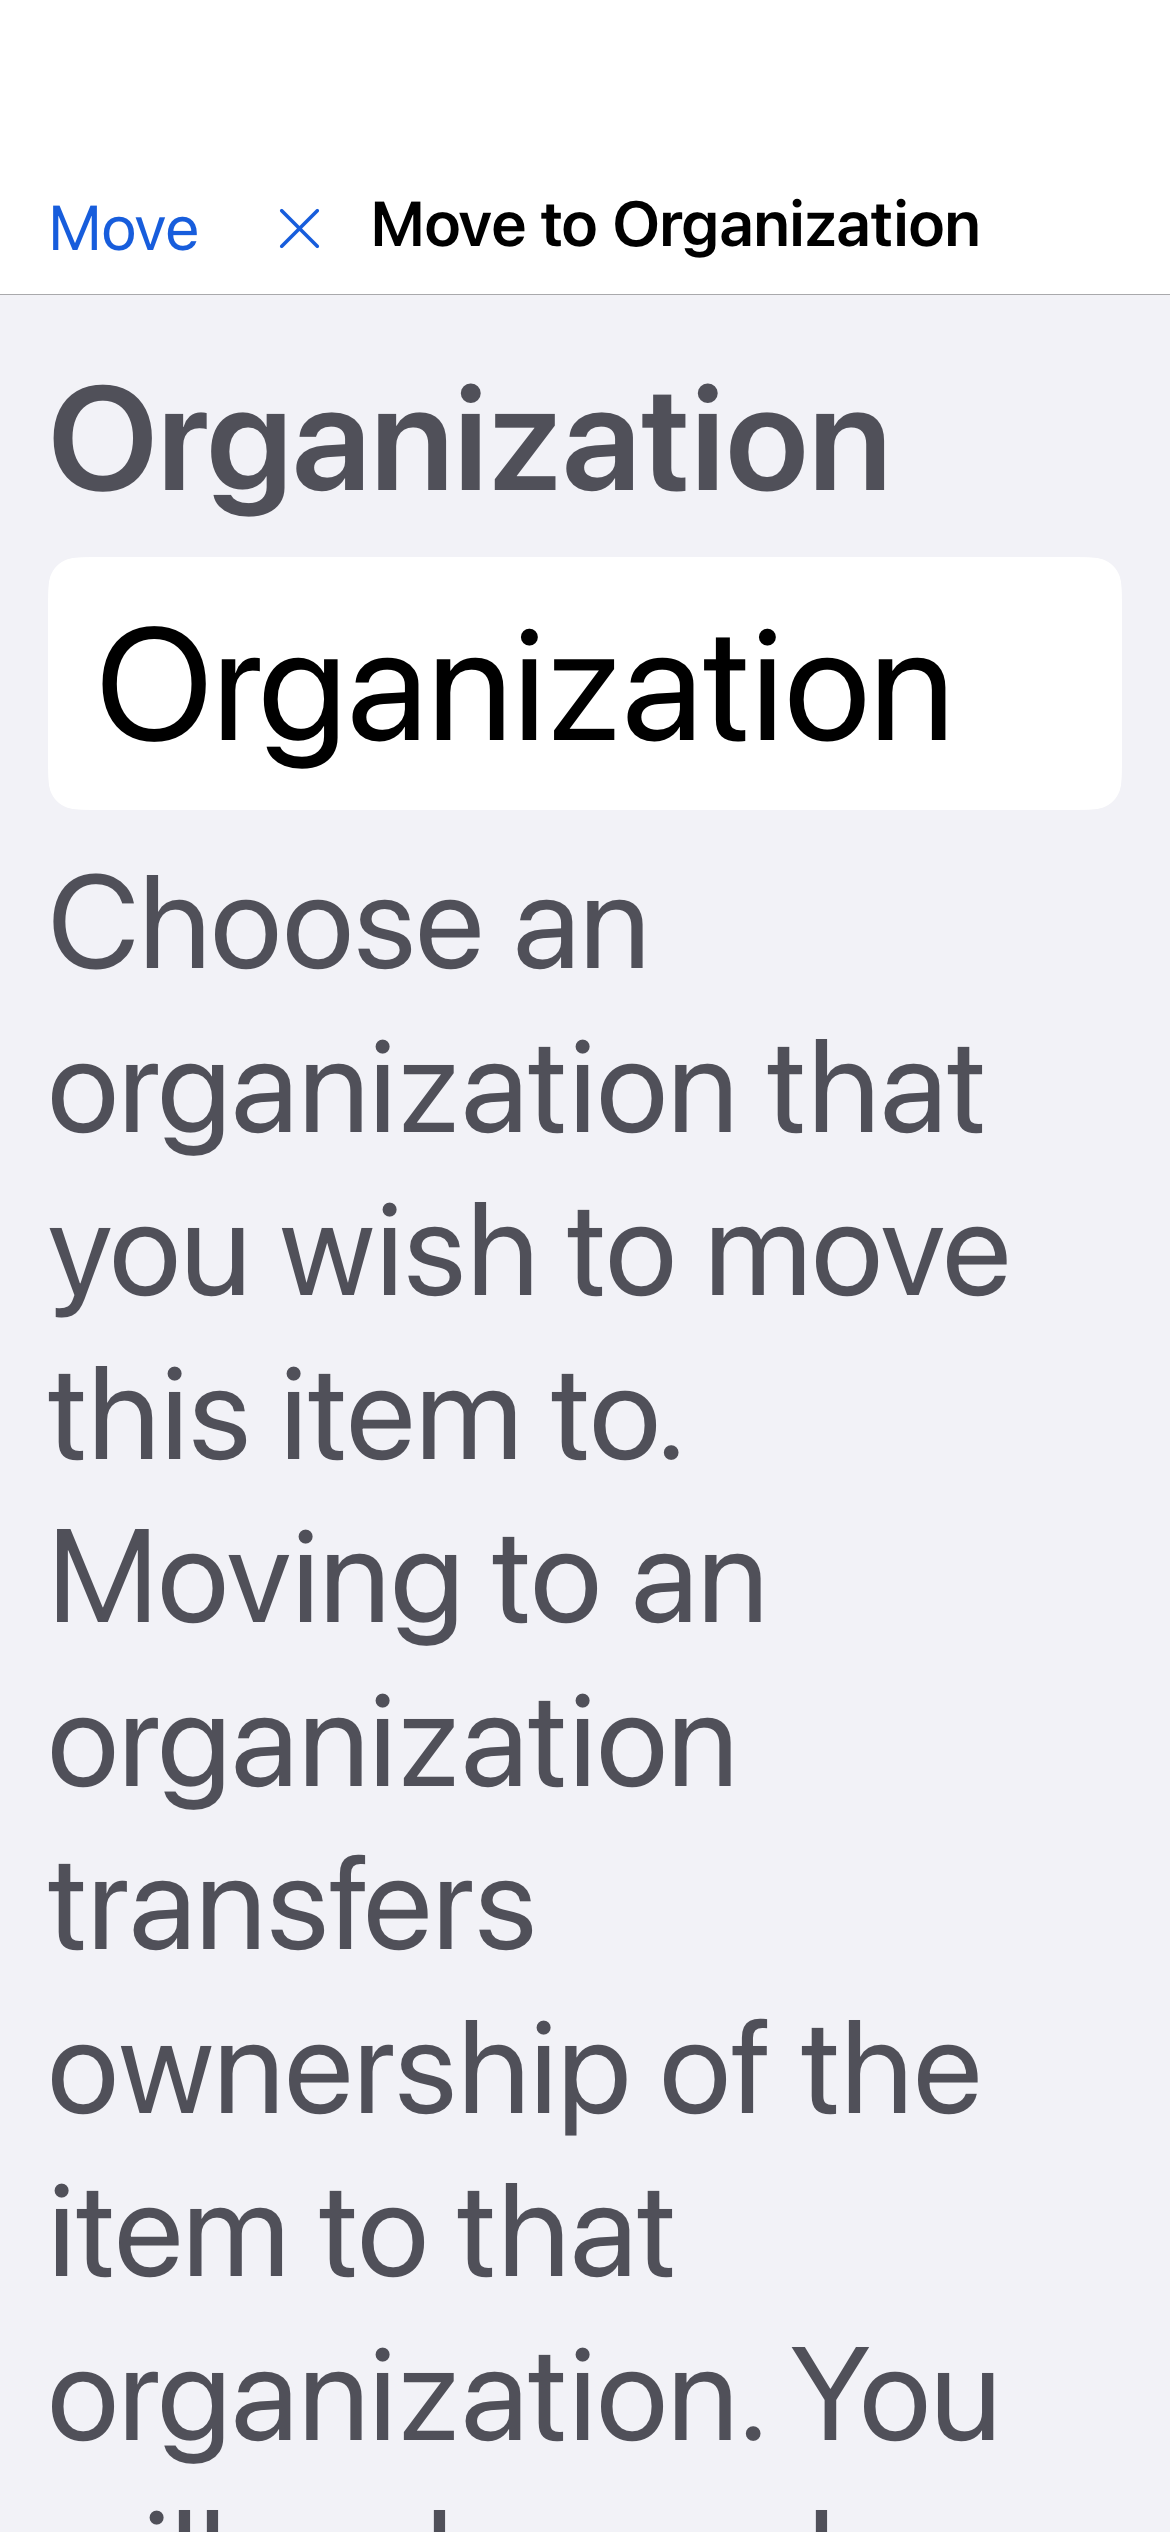 Move
Move to Organization
Organization
Organization
Choose an
organization that
you wish to move
this item to.
Moving to an
organization
transfers
ownership of the
item to that
organization. You